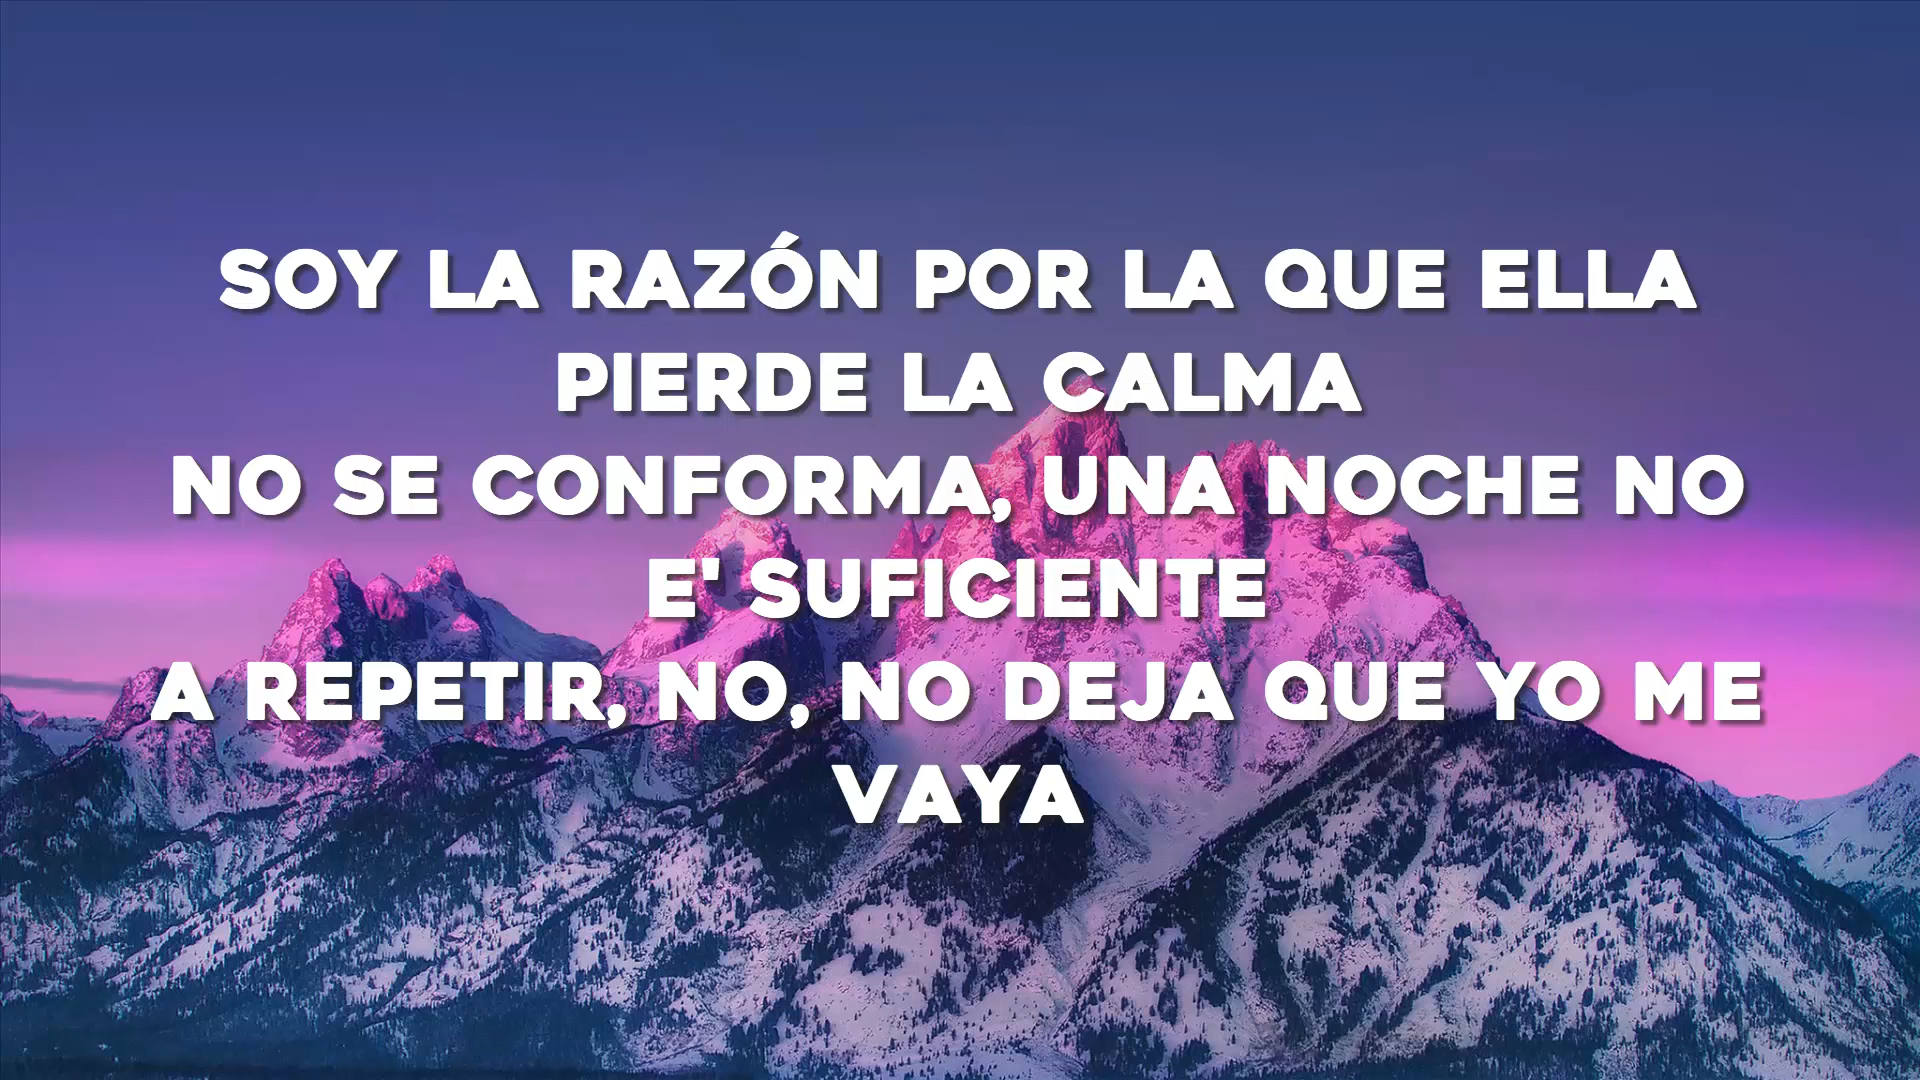 SOY LA RAZÓN POR LA QUE ELLA
PIERDE LA CALMA
NO SE CONFORMA, UNA NOCHE NO
E' SUFICIENTE
A REPETIR, NO, NO DEJA QUE YO ME
VAYA